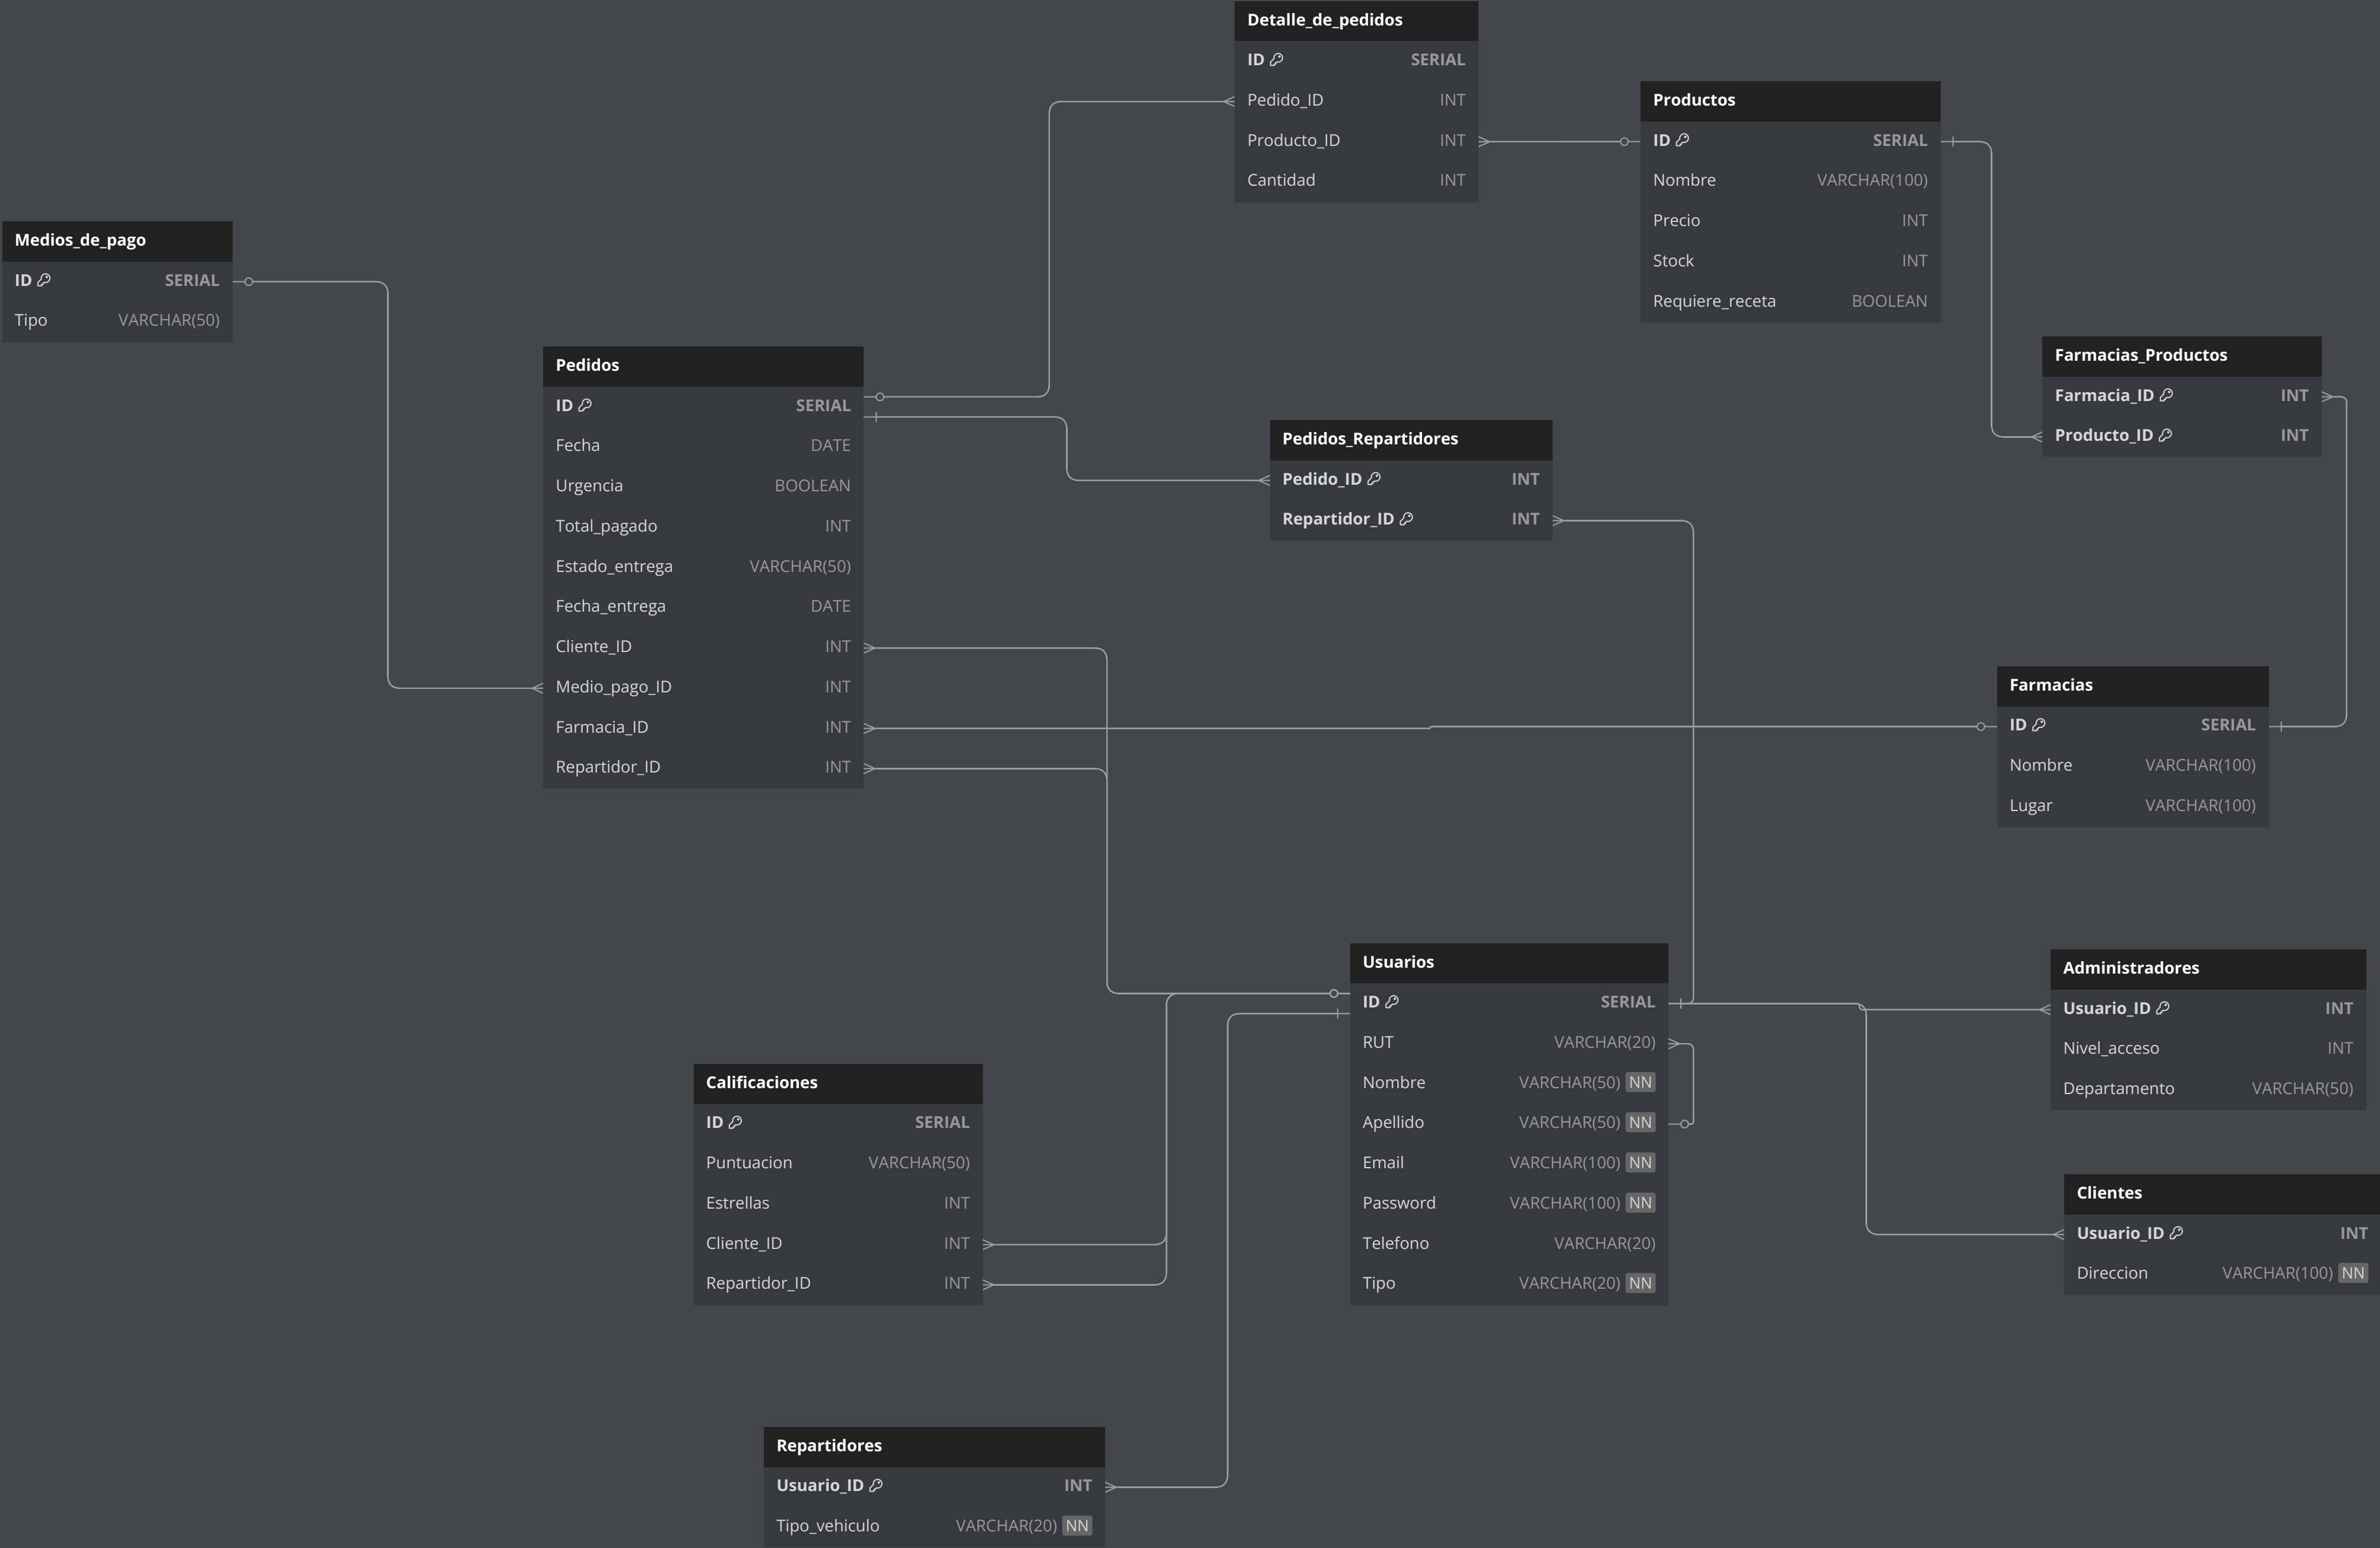 Detalle_de_pedidos
ID SERIAL
Pedido_ID INT
Producto_ID INT
Cantidad INT
Productos
ID SERIAL
Nombre VARCHAR(100)
Precio INT
Stock INT
Requiere_receta BOOLEAN
Medios_de_pago
ID SERIAL
Tipo VARCHAR(50)
Pedidos
ID SERIAL
Fecha DATE
Urgencia BOOLEAN
Total_pagado INT
Estado_entrega VARCHAR(50)
Fecha_entrega DATE
Cliente_ID INT
Medio_pago_ID INT
Farmacia_ID INT
Repartidor_ID INT
Farmacias_Productos
Farmacia_ID INT
Producto_ID INT
Pedidos_Repartidores
Pedido_ID INT
Repartidor_ID INT
Farmacias
ID SERIAL
Nombre VARCHAR(100)
Lugar VARCHAR(100)
Usuarios
ID SERIAL
RUT VARCHAR(20)
Nombre VARCHAR(50) NN
Apellido VARCHAR(50) NN
Email VARCHAR(100) NN
Password VARCHAR(100) NN
Telefono VARCHAR(20)
Tipo VARCHAR(20) NN
Administradores
Usuario_ID INT
Nivel_acceso INT
Departamento VARCHAR(50)
Calificaciones
ID SERIAL
Puntuacion VARCHAR(50)
Estrellas INT
Cliente_ID INT
Repartidor_ID INT
Clientes
Usuario_ID INT
Direccion VARCHAR(100) NN
Repartidores
Usuario_ID INT
Tipo_vehiculo VARCHAR(20) NN